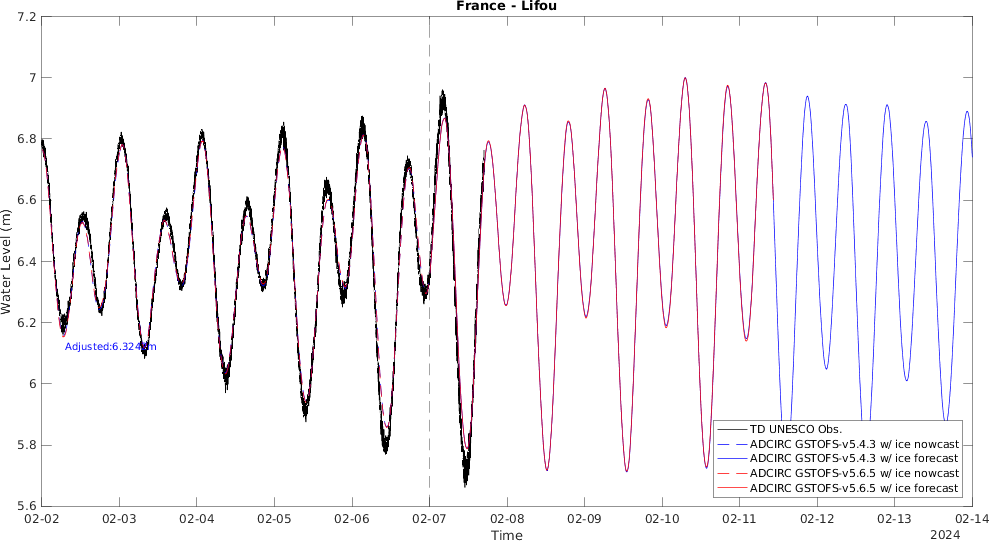 France - Lifou
7.2
7
6.8
6.6
6.4
6.2
6
5.8
5.6
Water Level (m)
TD UNESCO Obs.
ADCIRC GSTOFS-v5.4.3 w/ ice nowcast
ADCIRC GSTOFS-v5.4.3 w/ ice forecast
ADCIRC GSTOFS-v5.6.5 w/ ice nowcast
ADCIRC GSTOFS-v5.6.5 w/ ice forecast
02-02 02-03 02-04 02-05 02-06 02-07 02-08 02-09 02-10 02-11 02-12 02-13 02-14
Time
2024